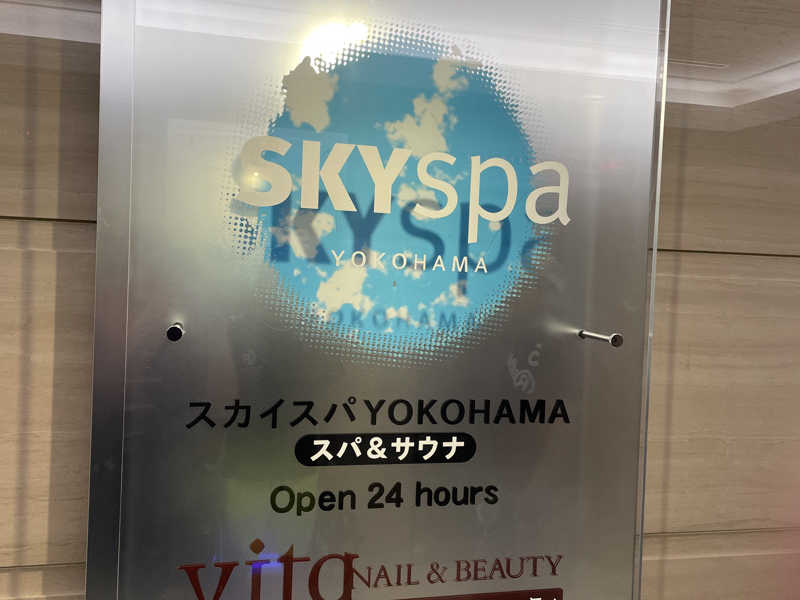 SKYspa
YOKOHAMA
スカイスパYOKOHAMA
スパ&サウナ
Open 24 hours
vita NAIL & BEAUTY